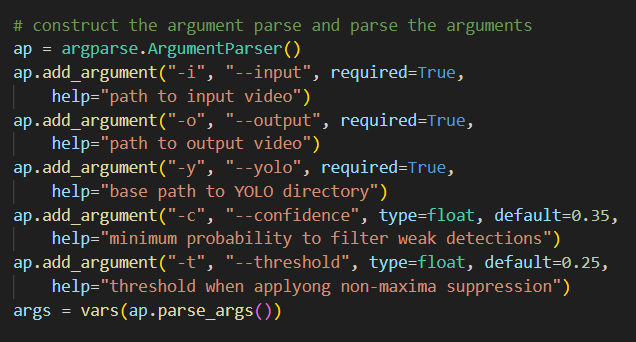 # construct the argument parse and parse the arguments
ap = argparse.ArgumentParser()
ap.add_argument("-i", "--input", required=True,
    help="path to input video")
ap.add_argument("-o", "--output", required=True,
    help="path to output video")
ap.add_argument("-y", "--yolo", required=True,
    help="base path to YOLO directory")
ap.add_argument("-c", "--confidence", type=float, default=0.35,
    help="minimum probability to filter weak detections")
ap.add_argument("-t", "--threshold", type=float, default=0.25,
    help="threshold when applyong non-maxima suppression")
args = vars(ap.parse_args())